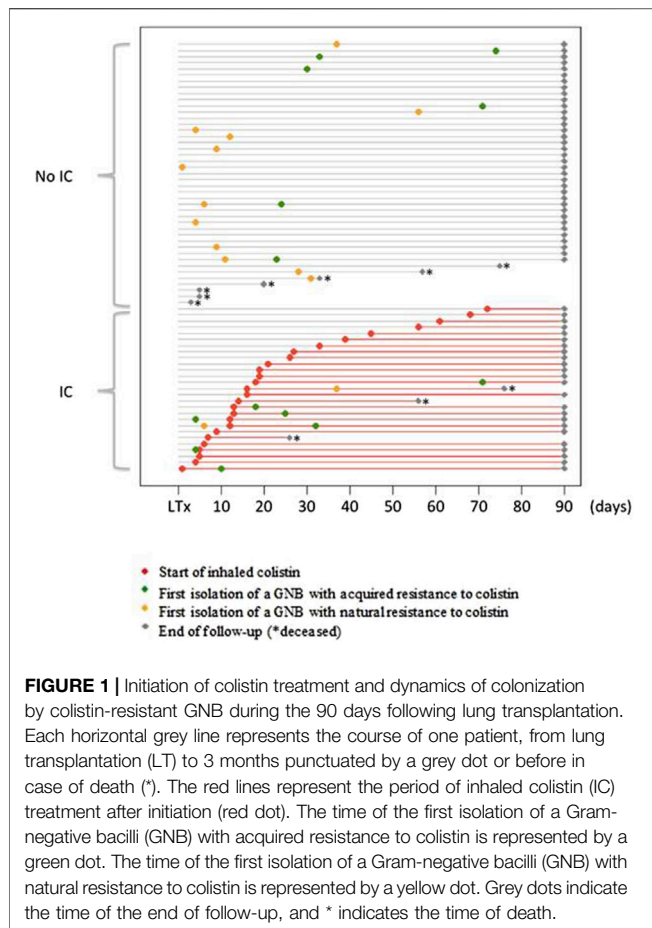 No IC
IC
* * * * * * *
* * *
LTx 10 20 30 40 50 60 70 80 90 (days)
Start of inhaled colistin
First isolation of a GNB with acquired resistance to colistin
First isolation of a GNB with natural resistance to colistin
End of follow-up (*deceased)
FIGURE 1 | Initiation of colistin treatment and dynamics of colonization
by colistin-resistant GNB during the 90 days following lung transplantation.
Each horizontal grey line represents the course of one patient, from lung
transplantation (LT) to 3 months punctuated by a grey dot or before in
case of death (*). The red lines represent the period of inhaled colistin (IC)
treatment after initiation (red dot). The time of the first isolation of a Gram-
negative bacilli (GNB) with acquired resistance to colistin is represented by a
green dot. The time of the first isolation of a Gram-negative bacilli (GNB) with
natural resistance to colistin is represented by a yellow dot. Grey dots indicate
the time of the end of follow-up, and * indicates the time of death.